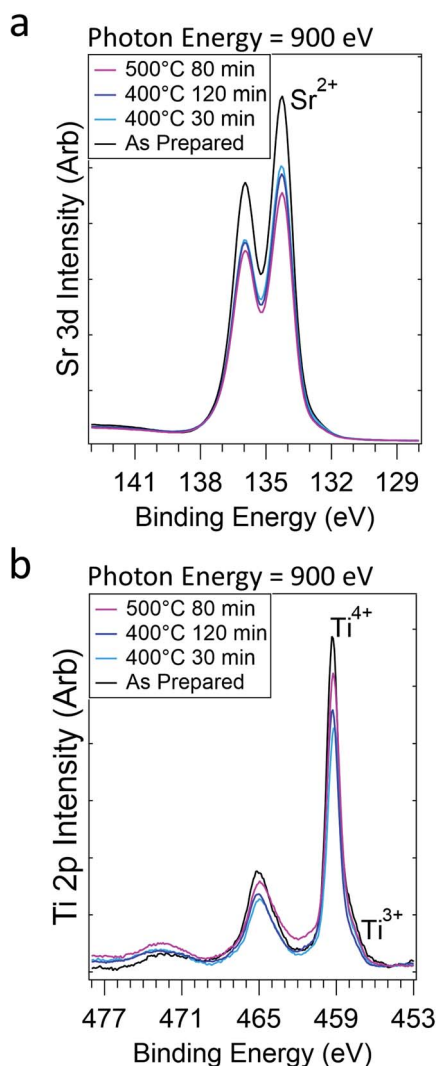 a
Photon Energy = 900 eV
500°C 80 min
400°C 120 min
400°C 30 min
As Prepared
Sr2+
Sr 3d Intensity (Arb)
141 138 135 132 129
Binding Energy (eV)
b
Photon Energy = 900 eV
500°C 80 min
400°C 120 min
400°C 30 min
As Prepared
Ti4+
Ti3+
Ti 2p Intensity (Arb)
477 471 465 459 453
Binding Energy (eV)